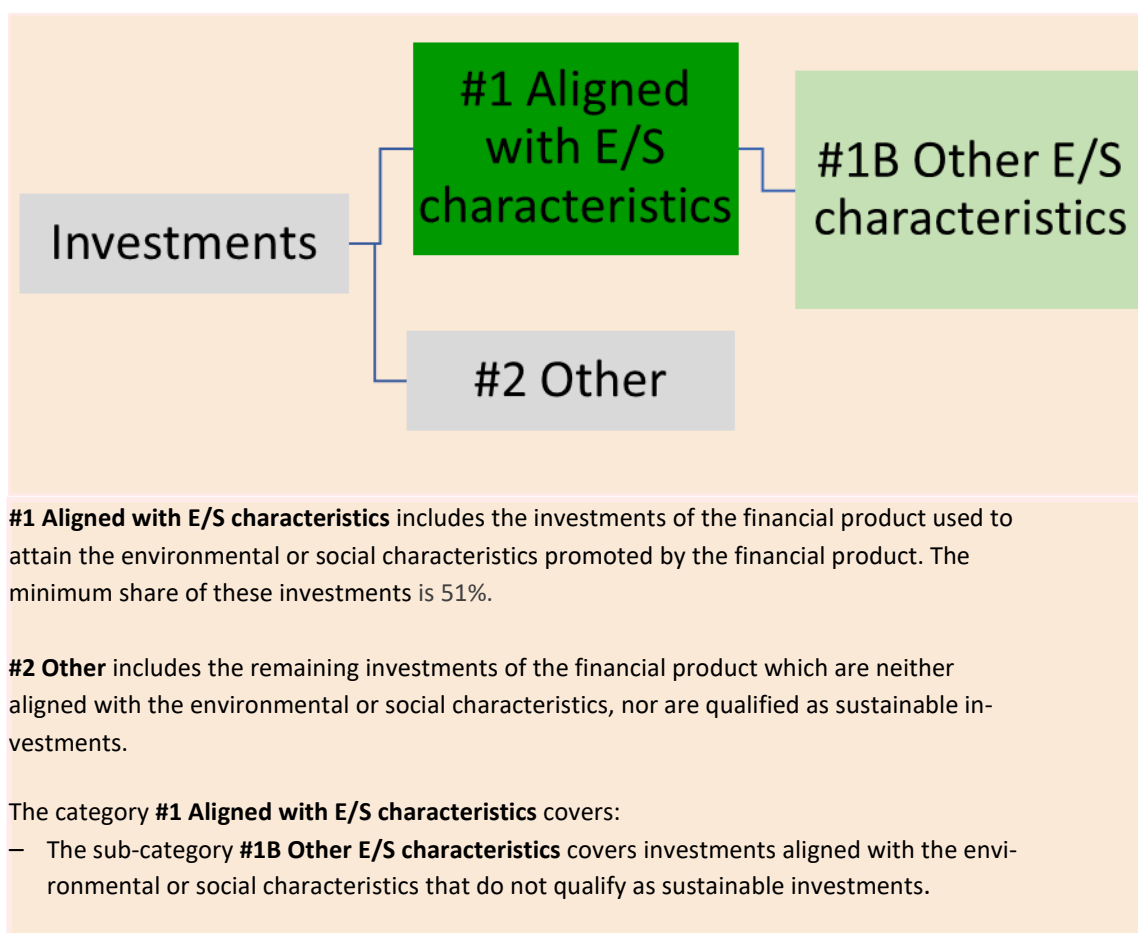 #1 Aligned
with E/S
characteristics
#1B Other E/S
characteristics
Investments
#2 Other
#1 Aligned with E/S characteristics includes the investments of the financial product used to
attain the environmental or social characteristics promoted by the financial product. The
minimum share of these investments is 51%.
#2 Other includes the remaining investments of the financial product which are neither
aligned with the environmental or social characteristics, nor are qualified as sustainable in-
vestments.
The category #1 Aligned with E/S characteristics covers:
– The sub-category #1B Other E/S characteristics covers investments aligned with the envi-
ronmental or social characteristics that do not qualify as sustainable investments.